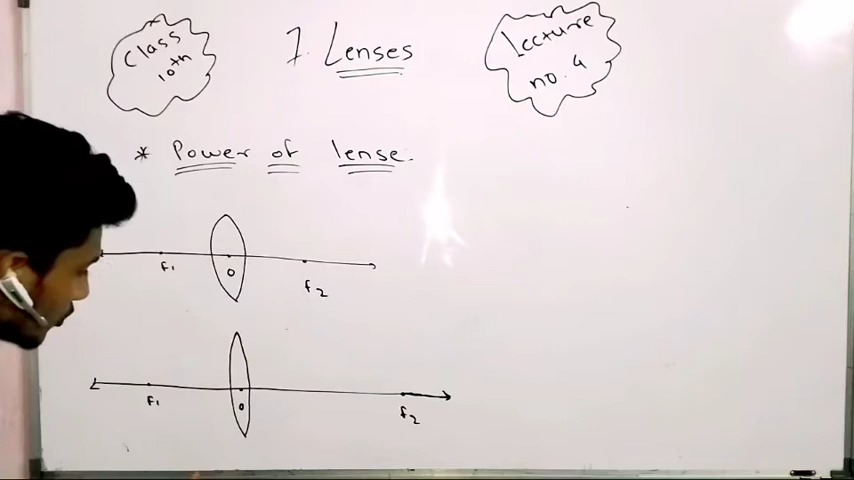 Class 10th
7. Lenses
Lecture no. 4
* Power of lense.
F1
O
F2
F1
O
F2